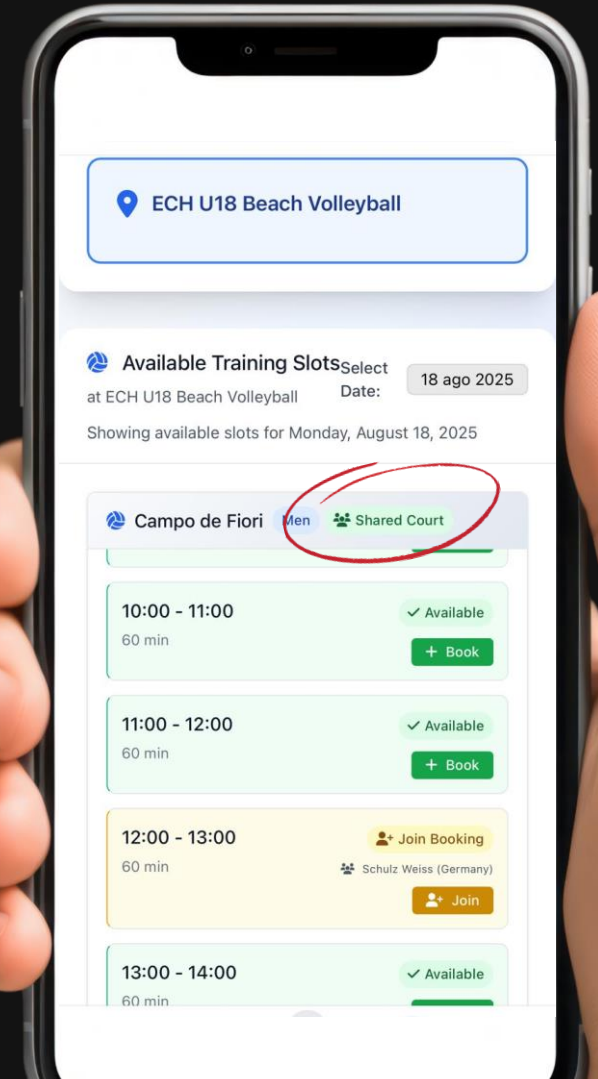 ECH U18 Beach Volleyball
Available Training Slots
at ECH U18 Beach Volleyball
Select
Date:
18 ago 2025
Showing available slots for Monday, August 18, 2025
Campo de Fiori Men Shared Court
10:00 - 11:00 Available
60 min
+ Book
11:00 - 12:00 Available
60 min
+ Book
12:00 - 13:00 Join Booking
60 min Schulz Weiss (Germany)
Join
13:00 - 14:00 Available
60 min